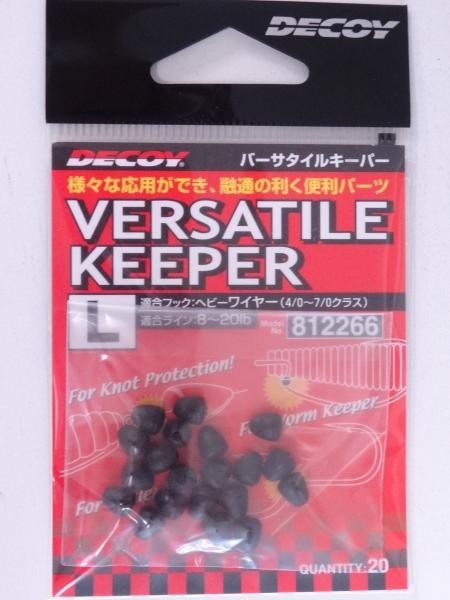 DECOY
DECOY
バーサタイルキーパー
様々な応用ができ、融通の利く便利パーツ
VERSATILE
KEEPER
L
適合フック:ヘビーワイヤー(4/0〜7/0クラス)
適合ライン:8〜20lb
Model No. 812266
For Knot Protection!
Worm Keeper
For
QUANTITY:20